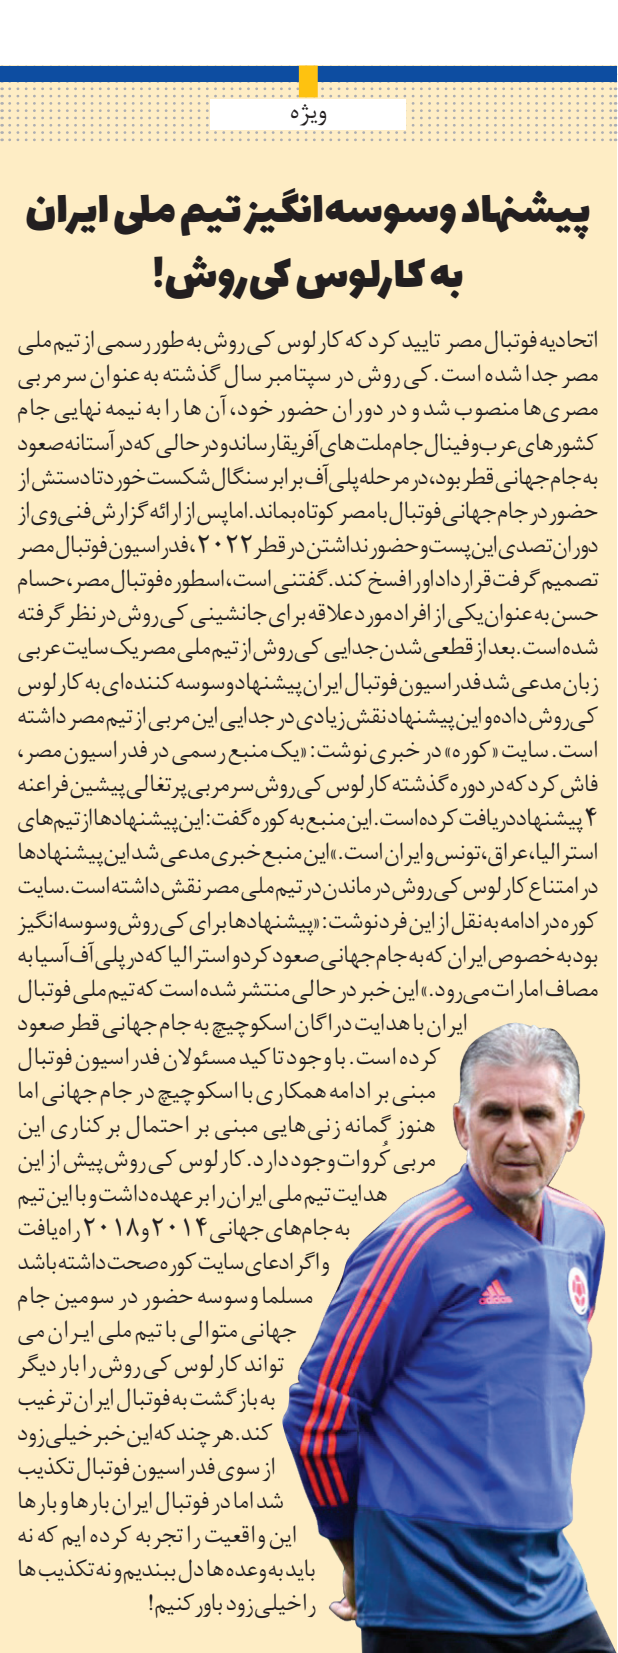 ویژه
پیشنهاد وسوسه‌انگیز تیم ملی ایران
به کارلوس کی‌روش!
اتحادیه فوتبال مصر تایید کرد که کارلوس کی‌روش به طور رسمی از تیم ملی
مصر جدا شده است. کی روش در سپتامبر سال گذشته به عنوان سرمربی
مصری‌ها منصوب شد و در دوران حضور خود، آن ها را به نیمه نهایی جام
کشورهای عرب و فینال جام ملت‌های آفریقا رساند و در حالی که در آستانه صعود
به جام جهانی قطر بود، در مرحله پلی آف برابر سنگال شکست خورد تا دستش از
حضور در جام جهانی فوتبال با مصر کوتاه بماند. اما پس از ارائه گزارش فنی وی از
دوران تصدی این پست و حضور نداشتن در قطر ۲۰۲۲، فدراسیون فوتبال مصر
تصمیم گرفت قرارداد او را فسخ کند. گفتنی است، اسطوره فوتبال مصر، حسام
حسن به عنوان یکی از افراد مورد علاقه برای جانشینی کی‌روش در نظر گرفته
شده است. بعد از قطعی شدن جدایی کی‌روش از تیم ملی مصر یک سایت عربی
زبان مدعی شد فدراسیون فوتبال ایران پیشنهاد وسوسه کننده‌ای به کارلوس
کی‌روش داده و این پیشنهاد نقش زیادی در جدایی این مربی از تیم مصر داشته
است. سایت «کوره» در خبری نوشت: «یک منبع رسمی در فدراسیون مصر،
فاش کرد که در دوره گذشته کارلوس کی‌روش سرمربی پرتغالی پیشین فراعنه
۴ پیشنهاد دریافت کرده است. این منبع به کوره گفت: این پیشنهادها از تیم‌های
استرالیا، عراق، تونس و ایران است.» این منبع خبری مدعی شد این پیشنهادها
در امتناع کارلوس کی‌روش در ماندن در تیم ملی مصر نقش داشته است. سایت
کوره در ادامه به نقل از این فرد نوشت: «پیشنهادها برای کی‌روش وسوسه‌انگیز
بود به خصوص ایران که به جام جهانی صعود کرد و استرالیا که در پلی آف آسیا به
مصاف امارات می‌رود.» این خبر در حالی منتشر شده است که تیم ملی فوتبال
ایران با هدایت دراگان اسکوچیچ به جام جهانی قطر صعود
کرده است. با وجود تاکید مسئولان فدراسیون فوتبال
مبنی بر ادامه همکاری با اسکوچیچ در جام جهانی اما
هنوز گمانه زنی‌هایی مبنی بر احتمال برکناری این
مربی کُروات وجود دارد. کارلوس کی‌روش پیش از این
هدایت تیم ملی ایران را بر عهده داشت و با این تیم
به جام‌های جهانی ۲۰۱۴ و ۲۰۱۸ راه یافت
و اگر ادعای سایت کوره صحت داشته باشد
مسلما وسوسه حضور در سومین جام
جهانی متوالی با تیم ملی ایران می
تواند کارلوس کی‌روش را بار دیگر
به بازگشت به فوتبال ایران ترغیب
کند. هر چند که این خبر خیلی زود
از سوی فدراسیون فوتبال تکذیب
شد اما در فوتبال ایران بارها و بارها
این واقعیت را تجربه کرده ایم که نه
باید به وعده‌ها دل ببندیم و نه تکذیب‌ها
را خیلی زود باور کنیم!
adidas